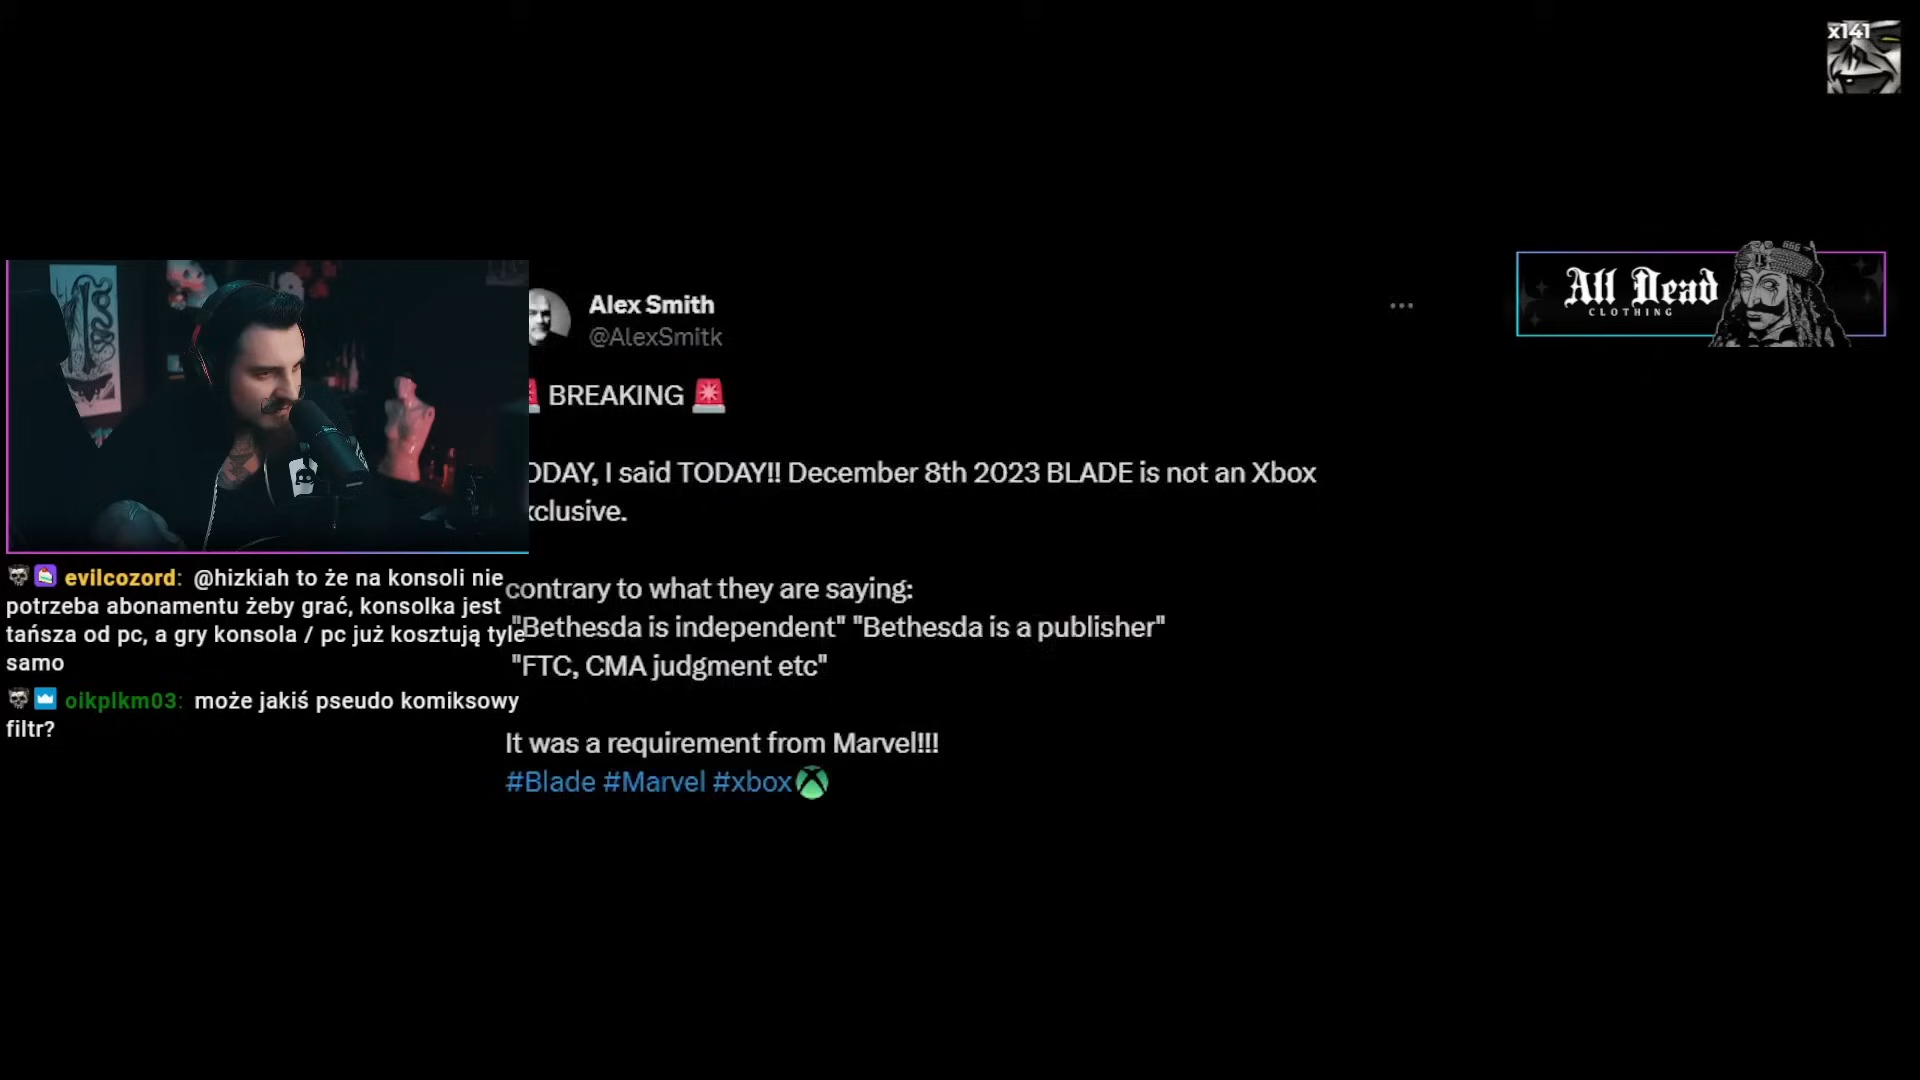 x141
All Dead
CLOTHING
666
Alex Smith
@AlexSmitk
BREAKING
ODAY, I said TODAY!! December 8th 2023 BLADE is not an Xbox
xclusive.
contrary to what they are saying:
"Bethesda is independent" "Bethesda is a publisher"
"FTC, CMA judgment etc"
It was a requirement from Marvel!!!
#Blade #Marvel #xbox
evilcozord: @hizkiah to że na konsoli nie
potrzeba abonamentu żeby grać, konsolka jest
tańsza od pc, a gry konsola / pc już kosztują tyle
samo
oikplkm03: może jakiś pseudo komiksowy
filtr?